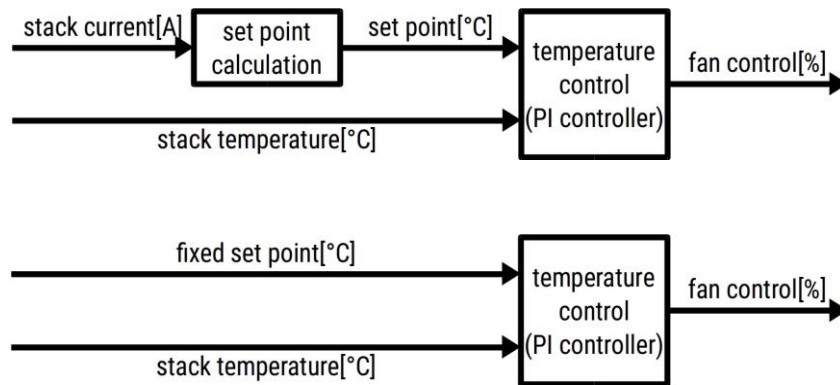 stack current[A]
set point
calculation
set point[°C]
temperature
control
(PI controller)
fan control[%]
stack temperature[°C]
fixed set point[°C]
temperature
control
(PI controller)
fan control[%]
stack temperature[°C]